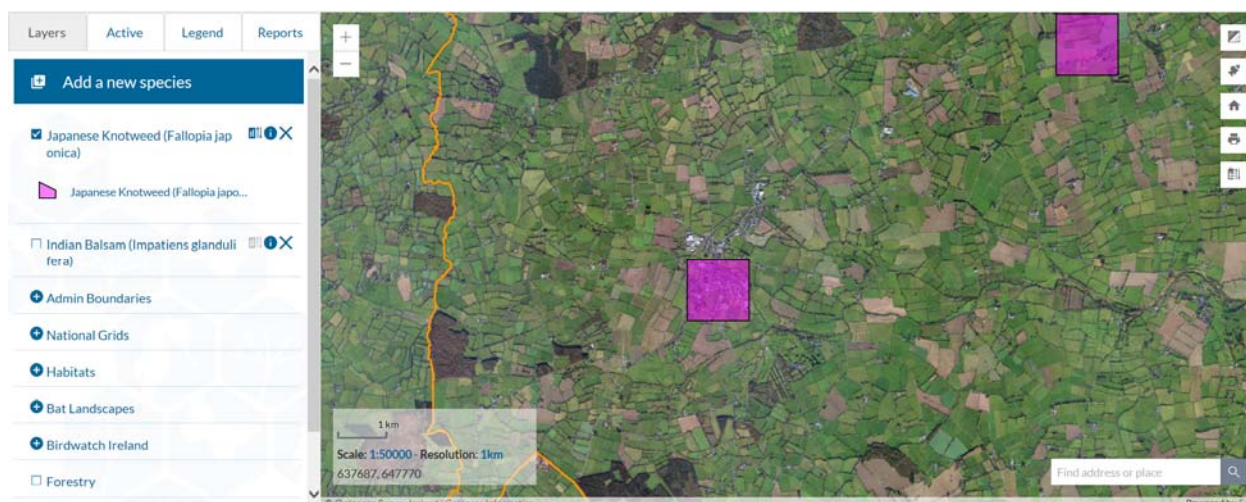 Layers
Active
Legend
Reports
Add a new species
Japanese Knotweed (Fallopia jap
onica)
Japanese Knotweed (Fallopia japo...
Indian Balsam (Impatiens glanduli
fera)
Admin Boundaries
National Grids
Habitats
Bat Landscapes
Birdwatch Ireland
Forestry
1 km
Scale: 1:50000 - Resolution: 1km
637687, 647770
Find address or place